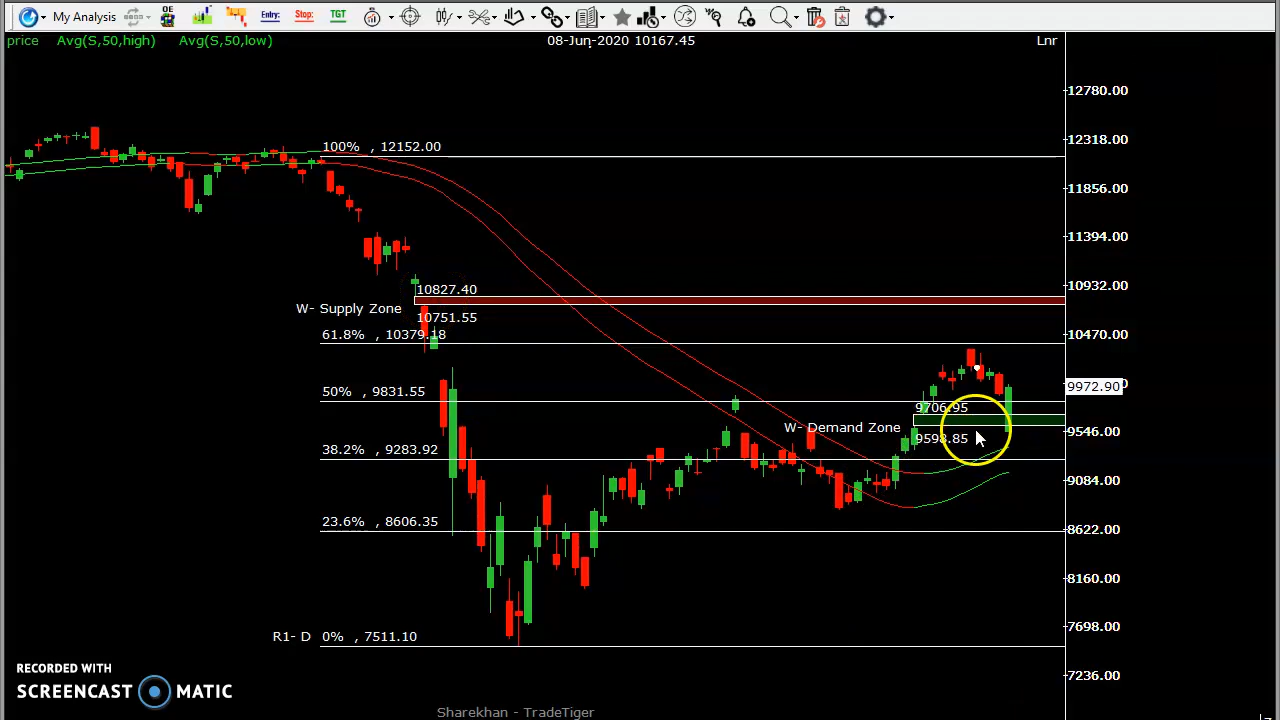 OE
My Analysis
Entry:
Stop:
TGT
price Avg(S,50,high) Avg(S,50,low) 08-Jun-2020 10167.45 Lnr
12780.00
12318.00
100% , 12152.00
11856.00
11394.00
10932.00
10827.40
W- Supply Zone
10751.55
61.8% , 10379.18
10470.00
9972.90
50% , 9831.55
9706.95
W- Demand Zone
9598.85
9546.00
38.2% , 9283.92
9084.00
23.6% , 8606.35
8622.00
8160.00
7698.00
R1- D 0% , 7511.10
7236.00
RECORDED WITH
SCREENCAST MATIC
Sharekhan - TradeTiger